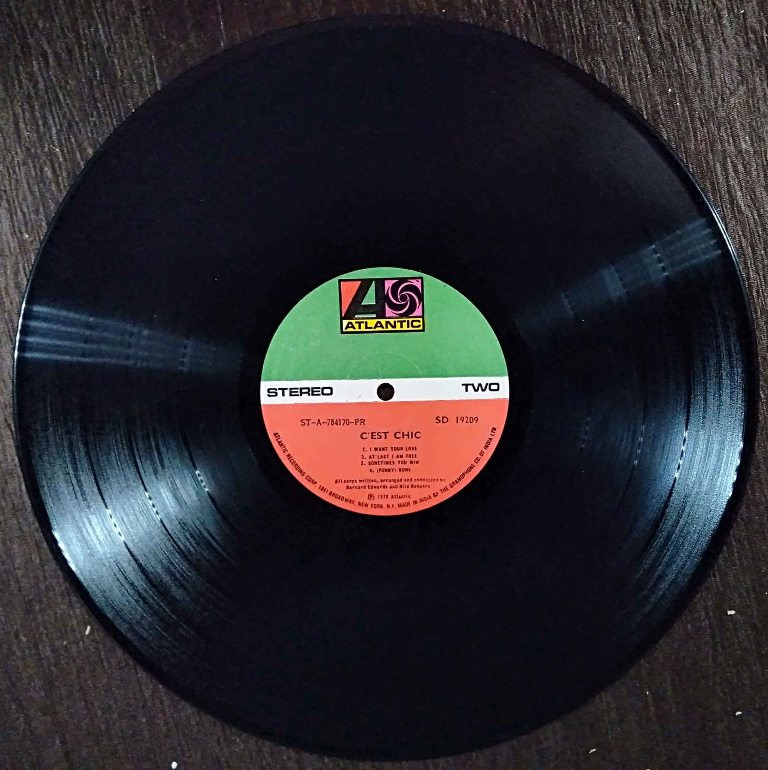 ATLANTIC
STEREO
TWO
ST-A-784170-PR
SD 19209
C'EST CHIC
1. I WANT YOUR LOVE
2. AT LAST I AM FREE
3. SOMETIMES YOU WIN
4. (FUNNY) BONE
All songs written, arranged and conducted by
Bernard Edwards and Nile Rodgers
Ⓟ 1978 Atlantic
ATLANTIC RECORDING CORP. 1841 BROADWAY, NEW YORK, N.Y. MADE IN INDIA BY THE GRAMOPHONE CO. OF INDIA LTD